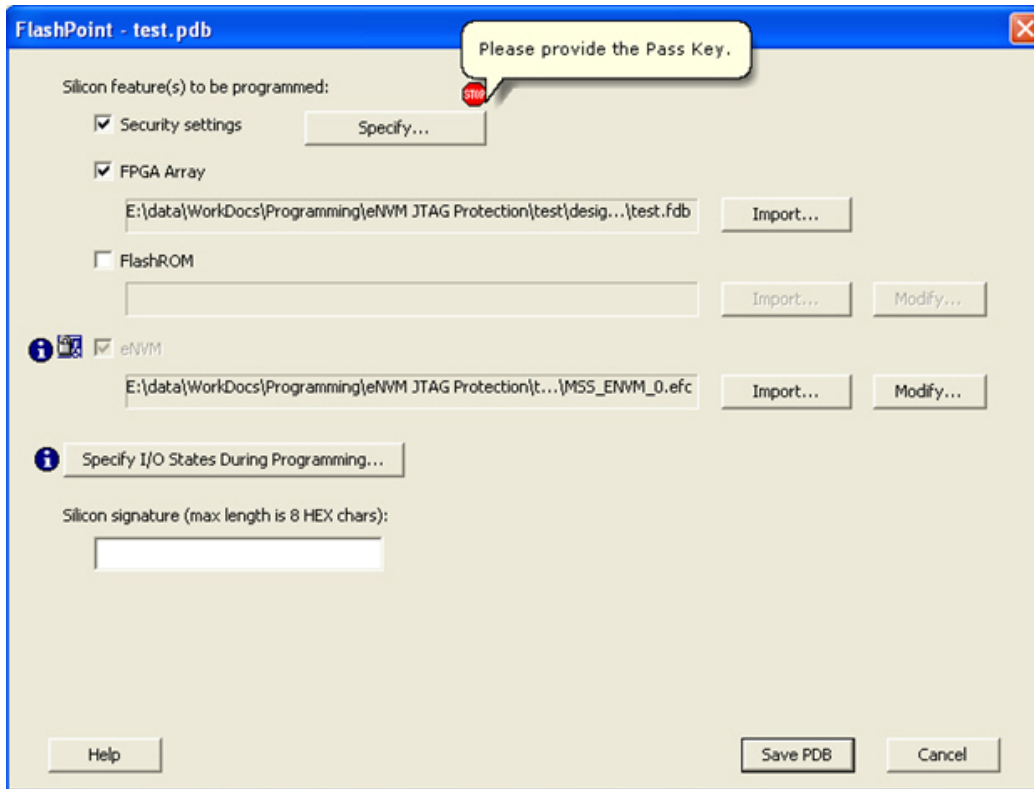 FlashPoint - test.pdb
Please provide the Pass Key.
STOP
Silicon feature(s) to be programmed:
Security settings
Specify...
FPGA Array
E:\data\WorkDocs\Programming\eNVM JTAG Protection\test\desig...\test.fdb
Import...
FlashROM
Import...
Modify...
eNVM
E:\data\WorkDocs\Programming\eNVM JTAG Protection\t...\MSS_ENVM_0.efc
Import...
Modify...
Specify I/O States During Programming...
Silicon signature (max length is 8 HEX chars):
Help
Save PDB
Cancel